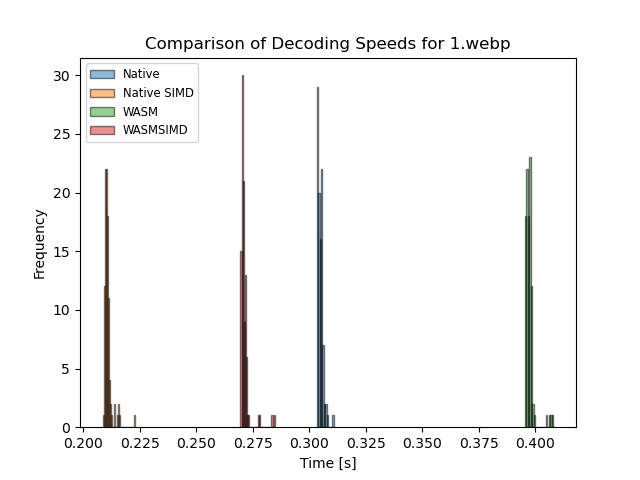 Comparison of Decoding Speeds for 1.webp
30
25
20
15
10
5
0
Frequency
Native
Native SIMD
WASM
WASMSIMD
0.200 0.225 0.250 0.275 0.300 0.325 0.350 0.375 0.400
Time [s]